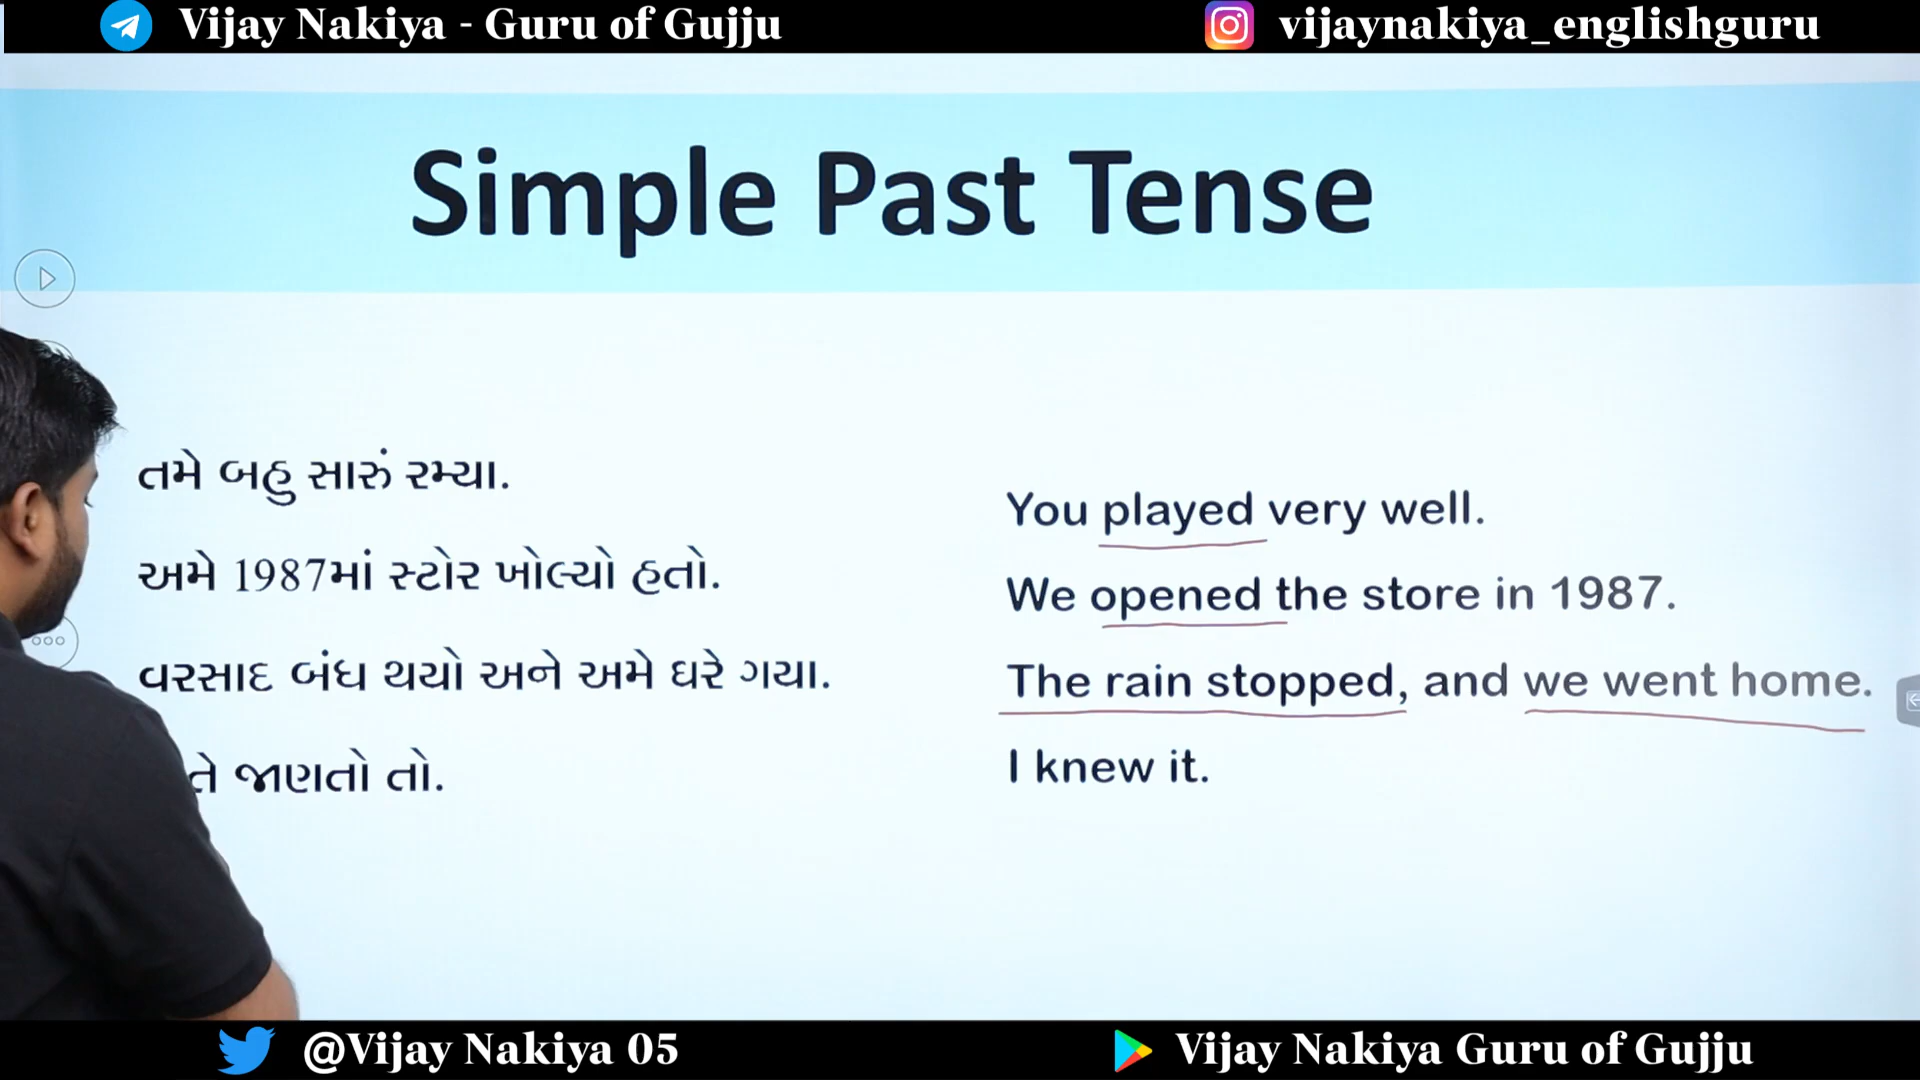 Vijay Nakiya - Guru of Gujju
vijaynakiya_englishguru
Simple Past Tense
તમે બહુ સારું રમ્યા.
અમે 1987માં સ્ટોર ખોલ્યો હતો.
વરસાદ બંધ થયો અને અમે ઘરે ગયા.
તે જાણતો તો.
You played very well.
We opened the store in 1987.
The rain stopped, and we went home.
I knew it.
@Vijay Nakiya 05
Vijay Nakiya Guru of Gujju